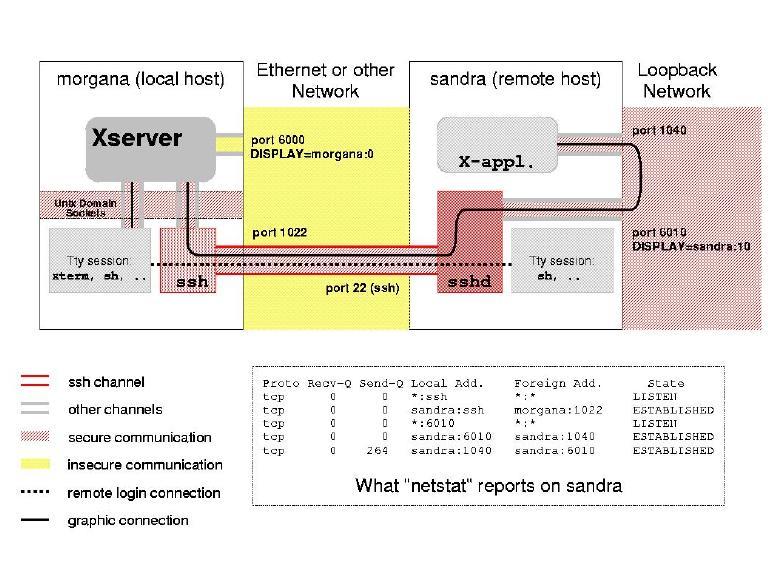 morgana (local host)
Ethernet or other
Network
sandra (remote host)
Loopback
Network
Xserver
port 6000
DISPLAY=morgana:0
X-appl.
port 1040
Unix Domain
Sockets
port 1022
port 6010
DISPLAY=sandra:10
Tty session:
xterm, sh, ..
ssh
port 22 (ssh)
sshd
Tty session:
sh, ..
ssh channel
other channels
secure communication
insecure communication
remote login connection
graphic connection
Proto Recv-Q Send-Q Local Add. Foreign Add. State
tcp 0 0 *:ssh *:* LISTEN
tcp 0 0 sandra:ssh morgana:1022 ESTABLISHED
tcp 0 0 *:6010 *:* LISTEN
tcp 0 0 sandra:6010 sandra:1040 ESTABLISHED
tcp 0 264 sandra:1040 sandra:6010 ESTABLISHED
What "netstat" reports on sandra